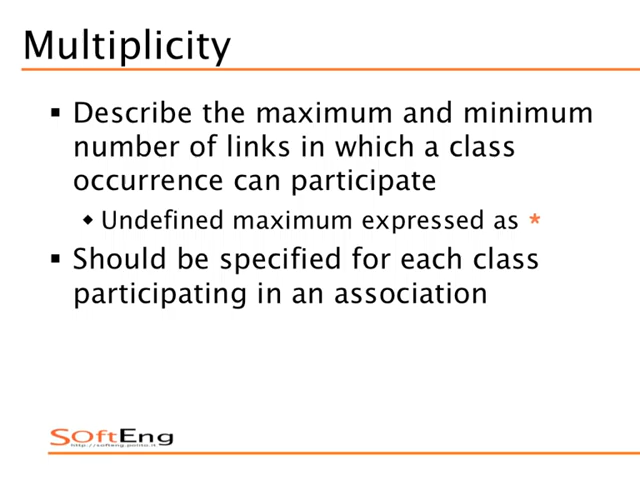 Multiplicity
▪ Describe the maximum and minimum
number of links in which a class
occurrence can participate
◆ Undefined maximum expressed as *
▪ Should be specified for each class
participating in an association
SoftEng
http://softeng.polito.it